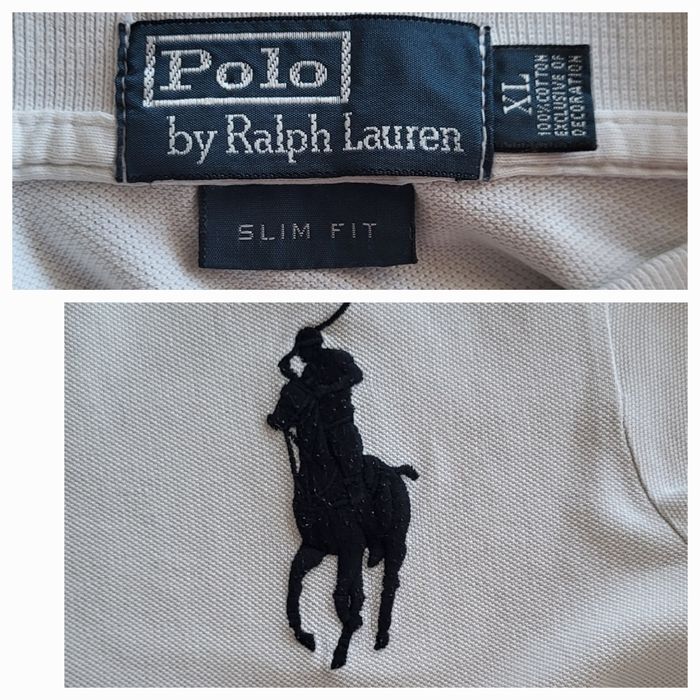 Polo
by Ralph Lauren
XL
100% COTTON
EXCLUSIVE OF
DECORATION
SLIM FIT